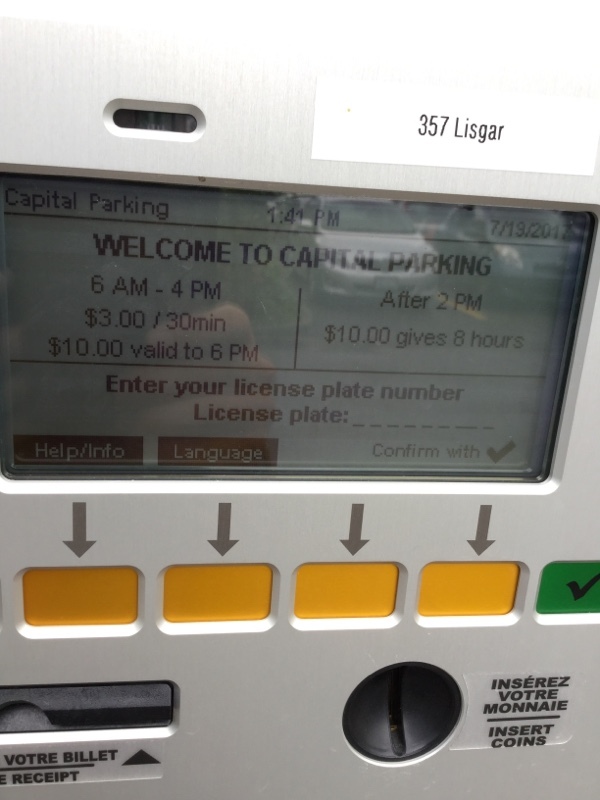 357 Lisgar
Capital Parking 1:41 PM
WELCOME TO CAPITAL PARKING
6 AM - 4 PM
$3.00 / 30min
$10.00 valid to 6 PM
After 2 PM
$10.00 gives 8 hours
Enter your license plate number
License plate:_ _ _ _ _ _ _ _ _
Help/Info Language Confirm with
INSÉREZ
VOTRE
MONNAIE
INSERT
COINS
VOTRE BILLET
RECEIPT